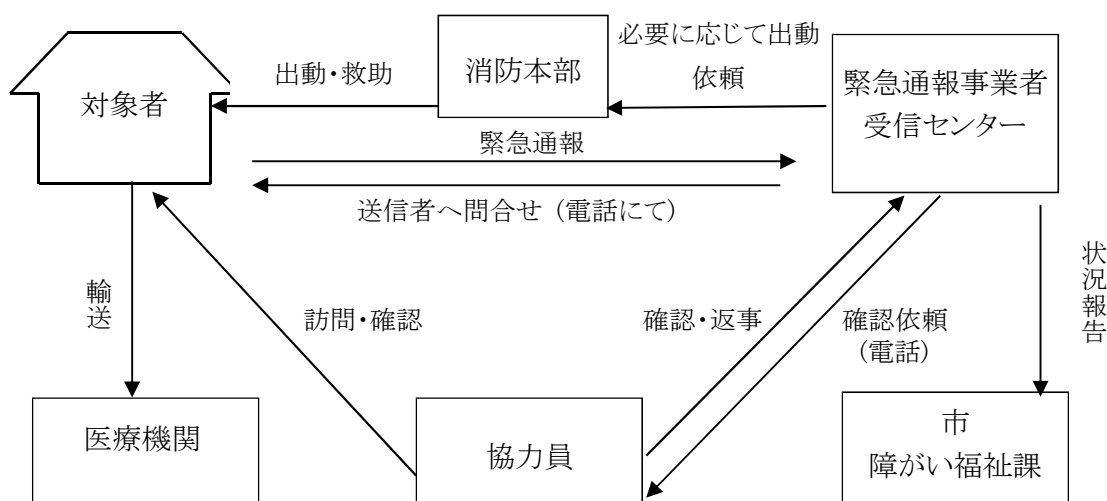 必要に応じて出動
依頼
消防本部
出動・救助
対象者
緊急通報事業者
受信センター
緊急通報
送信者へ問合せ（電話にて）
輸送
訪問・確認
確認・返事
確認依頼
（電話）
状況報告
医療機関
協力員
市
障がい福祉課